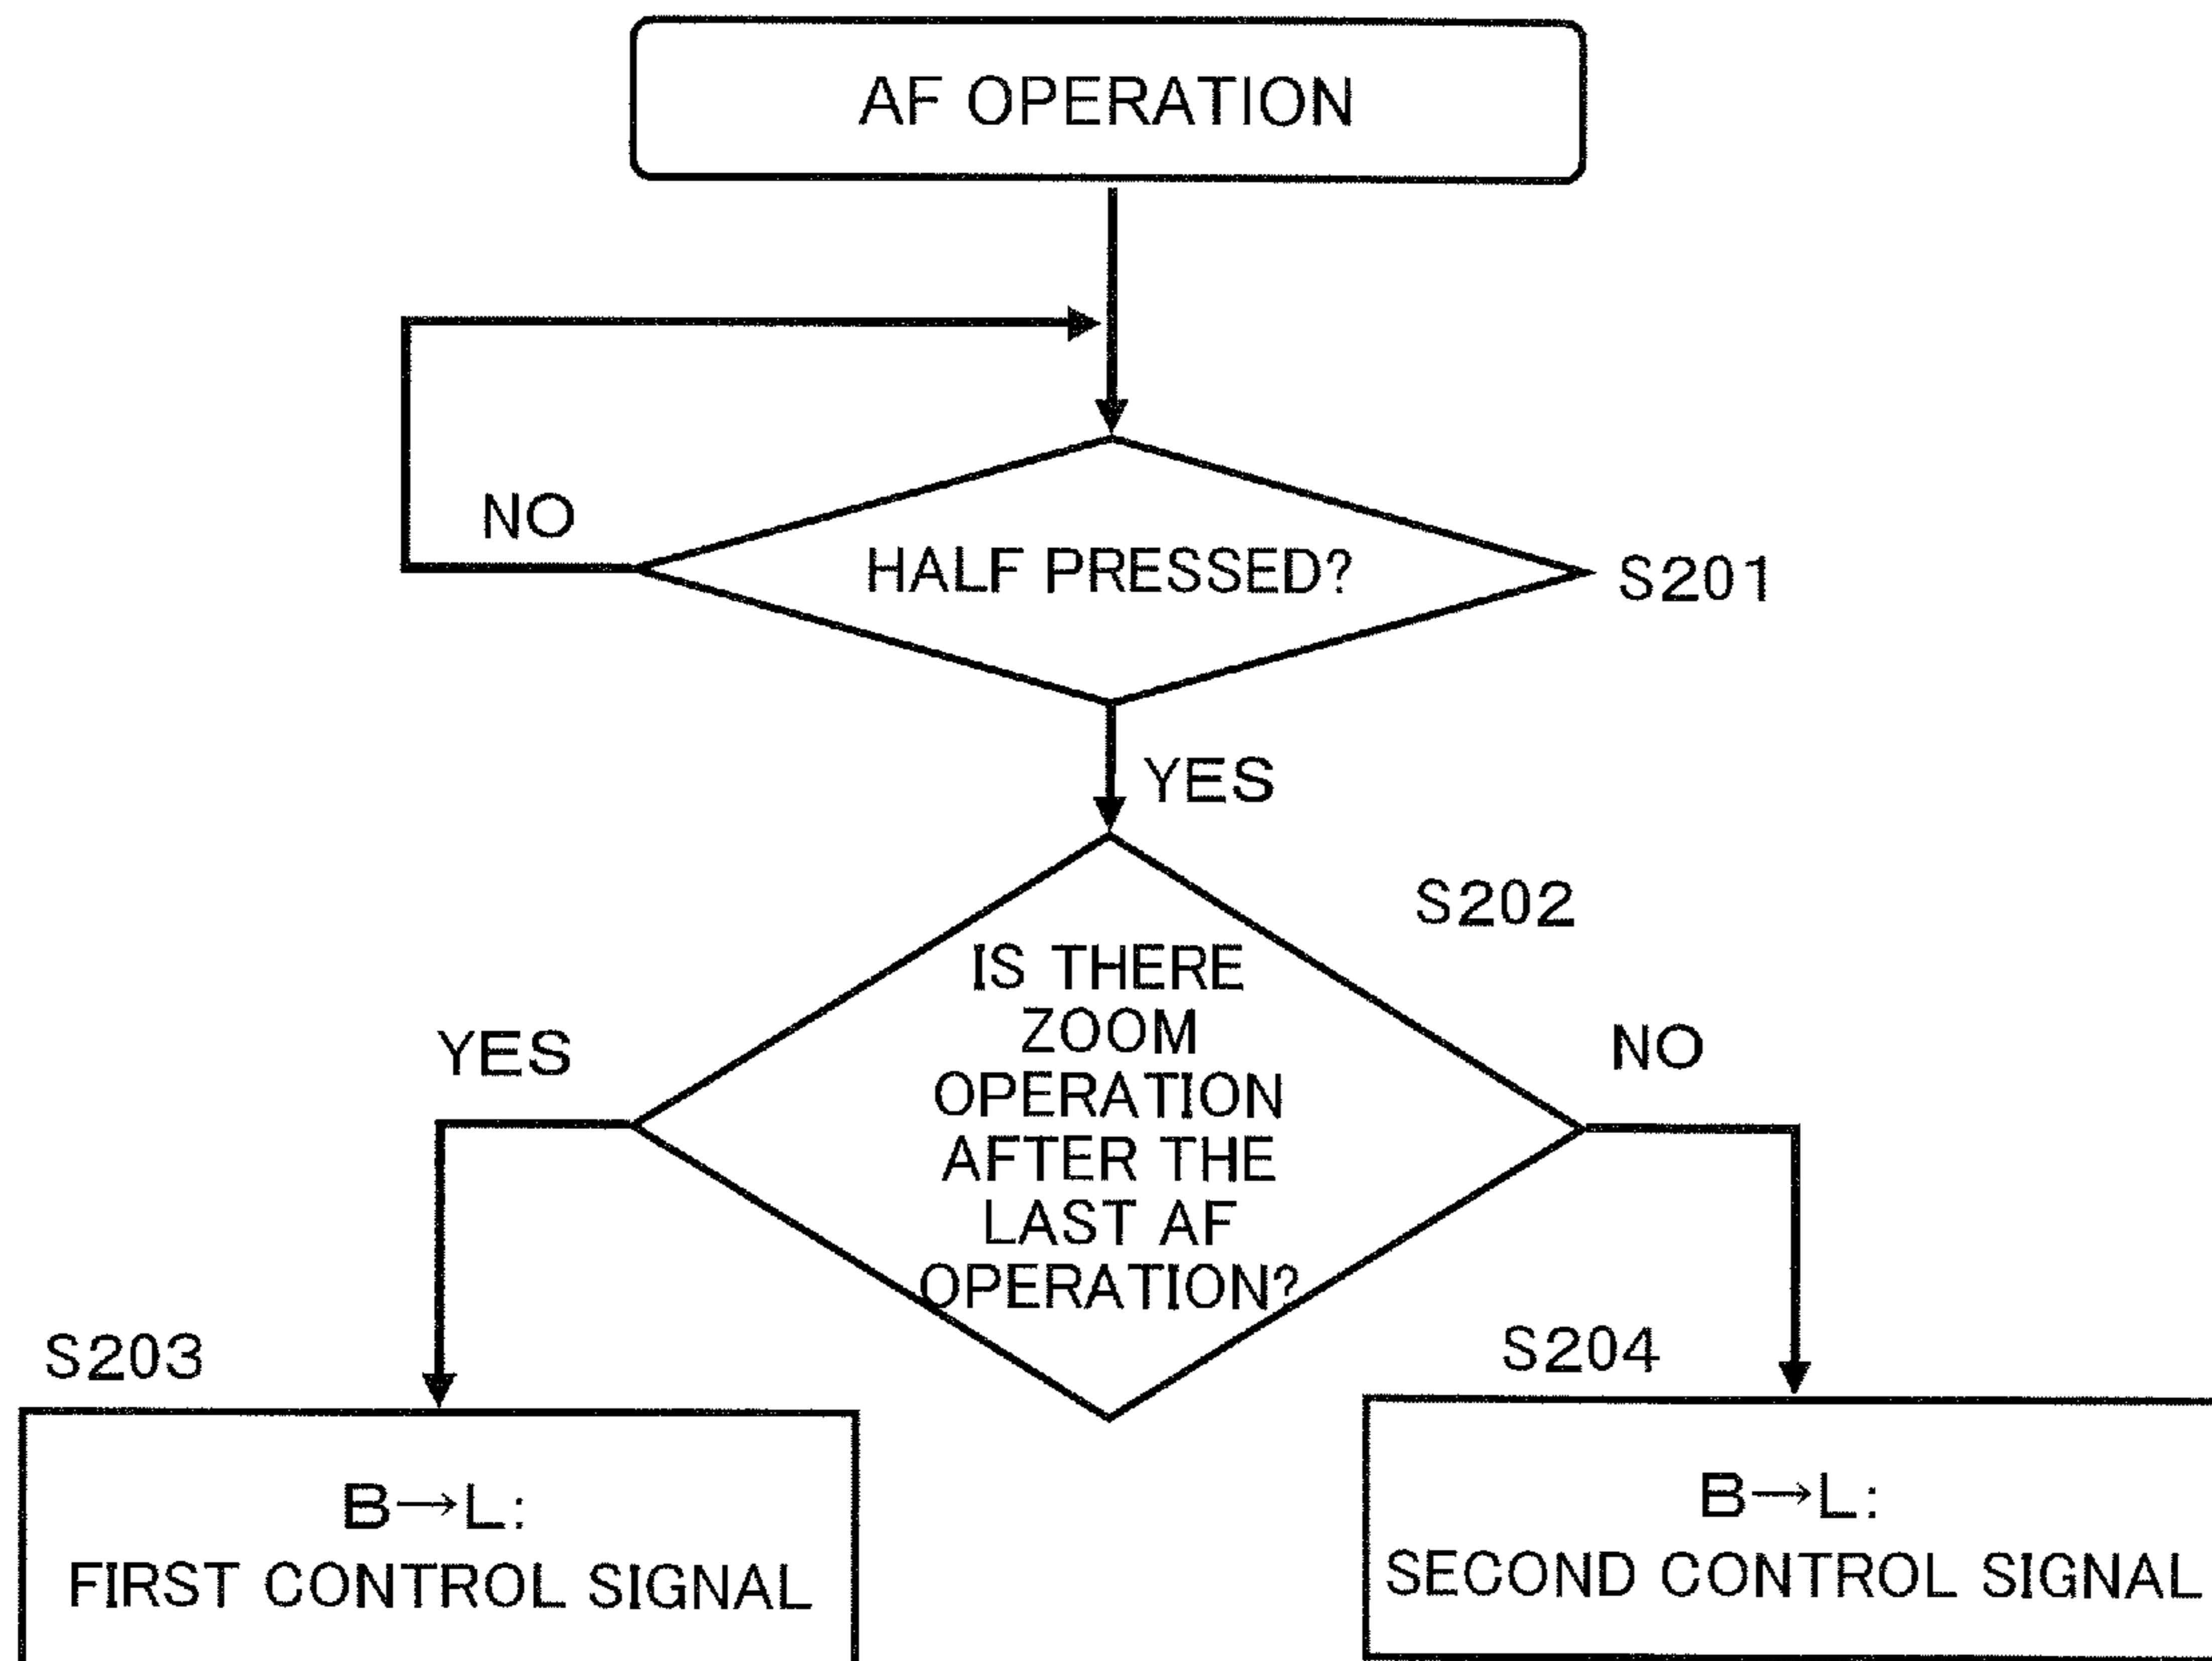 AF OPERATION
NO
HALF PRESSED?
S201
YES
S202
IS THERE
ZOOM
OPERATION
AFTER THE
LAST AF
OPERATION?
YES
NO
S203
S204
B→L:
FIRST CONTROL SIGNAL
B→L:
SECOND CONTROL SIGNAL